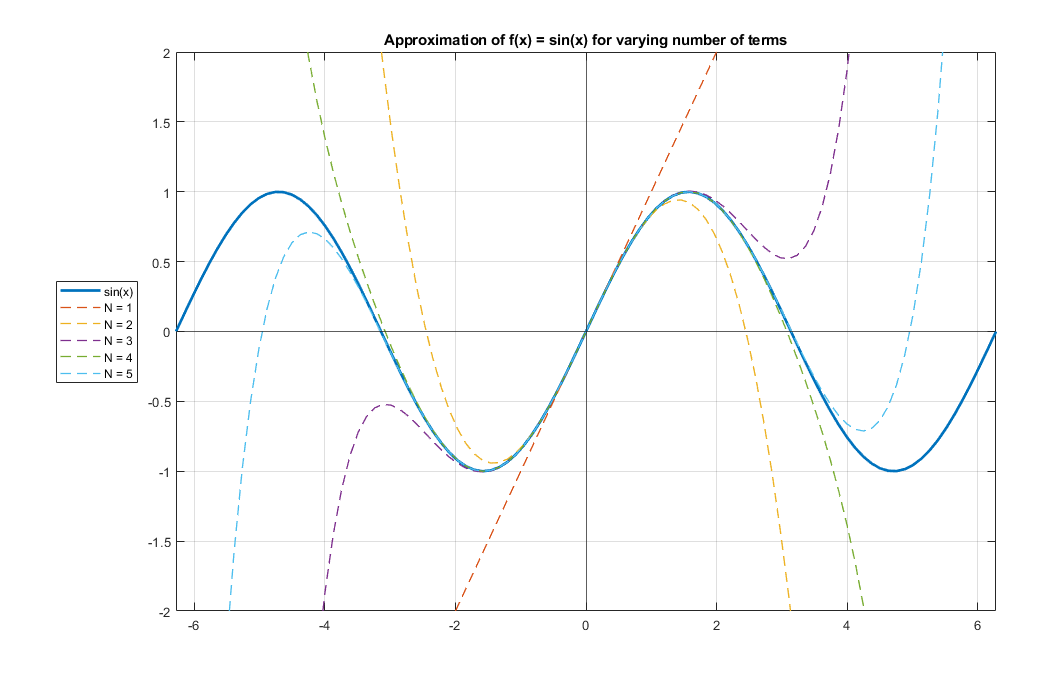 Approximation of f(x) = sin(x) for varying number of terms
2
1.5
1
0.5
0
-0.5
-1
-1.5
-2
-6 -4 -2 0 2 4 6
sin(x)
N = 1
N = 2
N = 3
N = 4
N = 5